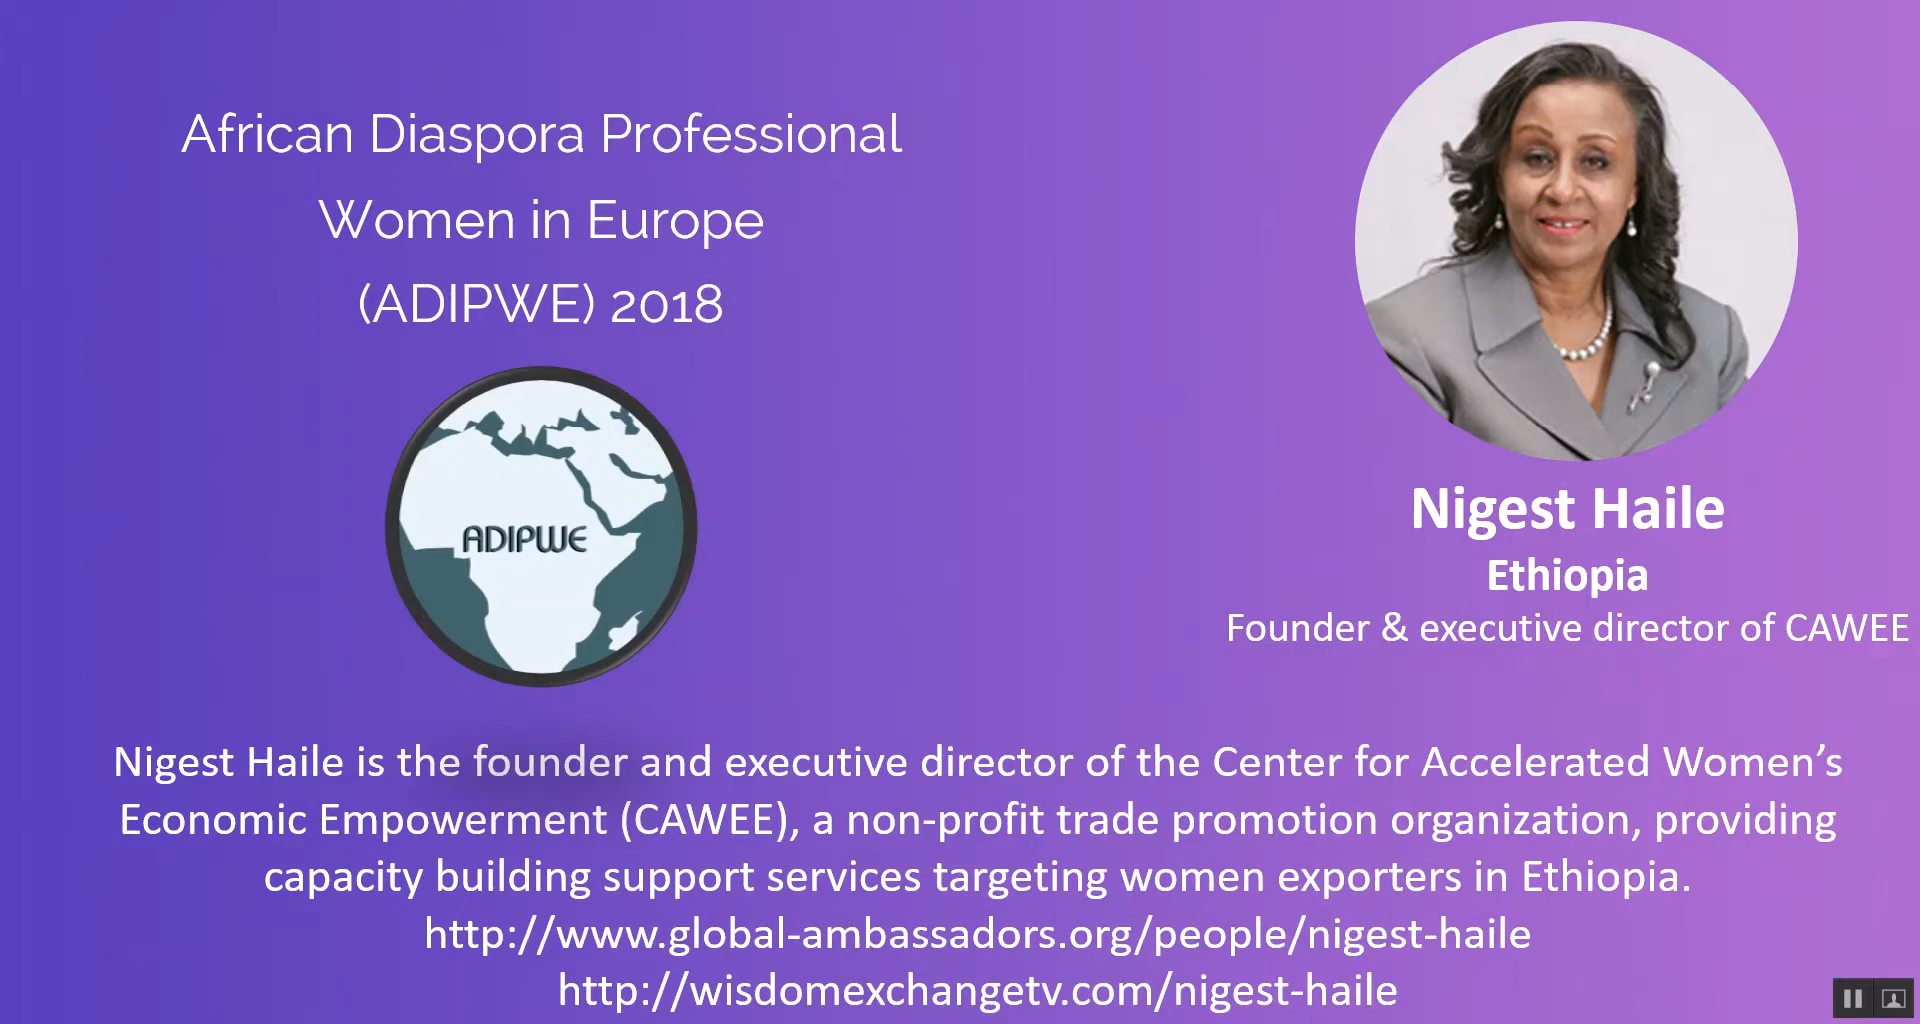 African Diaspora Professional
Women in Europe
(ADIPWE) 2018
ADIPWE
Nigest Haile
Ethiopia
Founder & executive director of CAWEE
Nigest Haile is the founder and executive director of the Center for Accelerated Women’s
Economic Empowerment (CAWEE), a non-profit trade promotion organization, providing
capacity building support services targeting women exporters in Ethiopia.
http://www.global-ambassadors.org/people/nigest-haile
http://wisdomexchangetv.com/nigest-haile